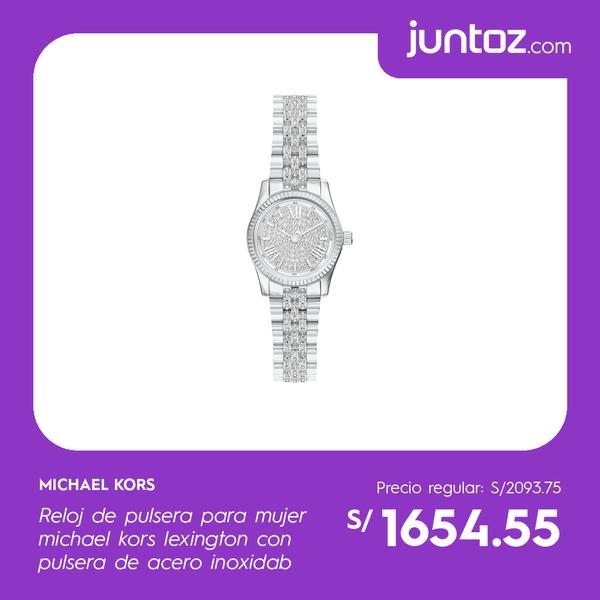 juntoz.com
MICHAEL KORS
Reloj de pulsera para mujer
michael kors lexington con
pulsera de acero inoxidab
Precio regular: S/2093.75
S/ 1654.55